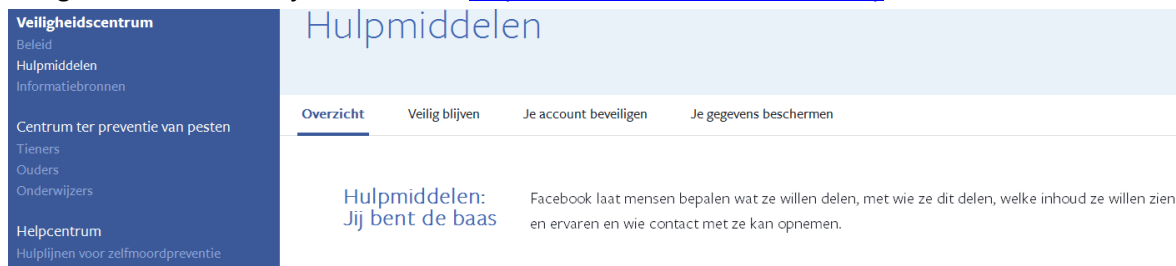 Veiligheidscentrum
Beleid
Hulpmiddelen
Informatiebronnen
Centrum ter preventie van pesten
Tieners
Ouders
Onderwijzers
Helpcentrum
Hulplijnen voor zelfmoordpreventie
Hulpmiddelen
Overzicht Veilig blijven Je account beveiligen Je gegevens beschermen
Hulpmiddelen:
Jij bent de baas
Facebook laat mensen bepalen wat ze willen delen, met wie ze dit delen, welke inhoud ze willen zien
en ervaren en wie contact met ze kan opnemen.